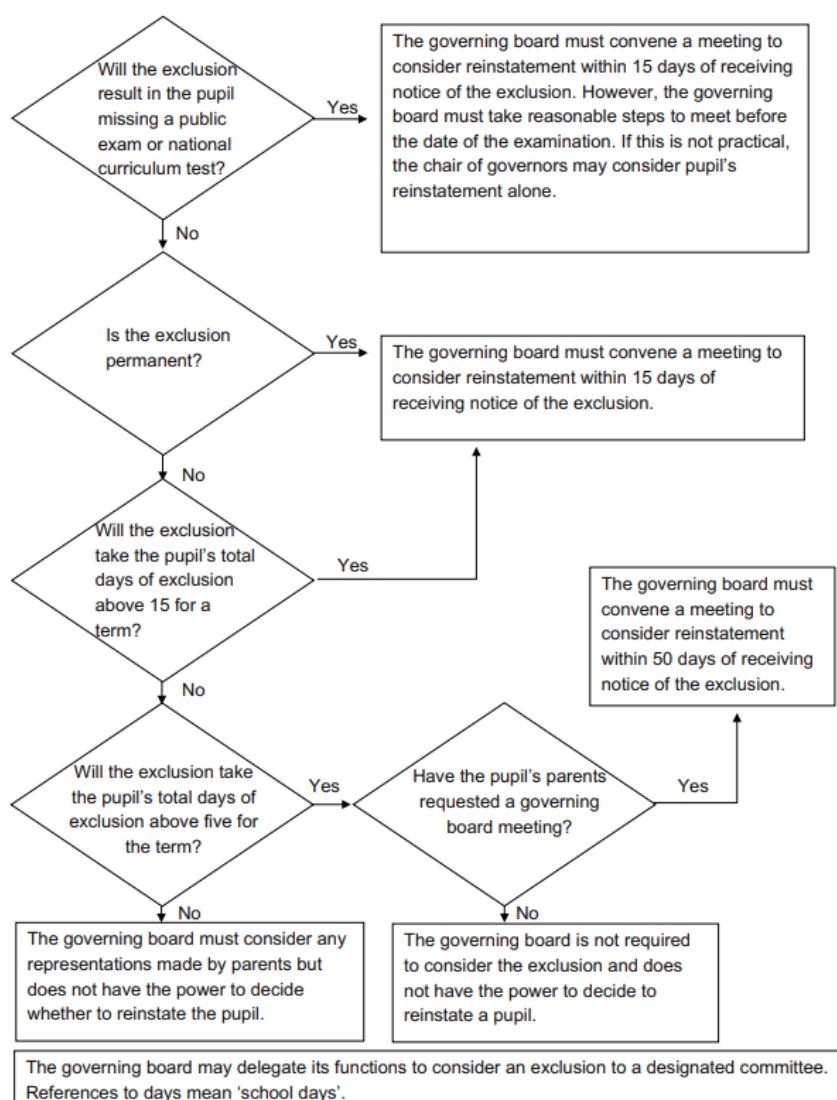 Will the exclusion
result in the pupil
missing a public
exam or national
curriculum test?
Yes
The governing board must convene a meeting to
consider reinstatement within 15 days of receiving
notice of the exclusion. However, the governing
board must take reasonable steps to meet before
the date of the examination. If this is not practical,
the chair of governors may consider pupil's
reinstatement alone.
No
Is the exclusion
permanent?
Yes
The governing board must convene a meeting to
consider reinstatement within 15 days of
receiving notice of the exclusion.
No
Will the exclusion
take the pupil's total
days of exclusion
above 15 for a
term?
Yes
The governing board must
convene a meeting to
consider reinstatement
within 50 days of receiving
notice of the exclusion.
No
Will the exclusion take
the pupil's total days of
exclusion above five for
the term?
Yes
Have the pupil's parents
requested a governing
board meeting?
Yes
No
The governing board must consider any
representations made by parents but
does not have the power to decide
whether to reinstate the pupil.
No
The governing board is not required
to consider the exclusion and does
not have the power to decide to
reinstate a pupil.
The governing board may delegate its functions to consider an exclusion to a designated committee.
References to days mean 'school days'.